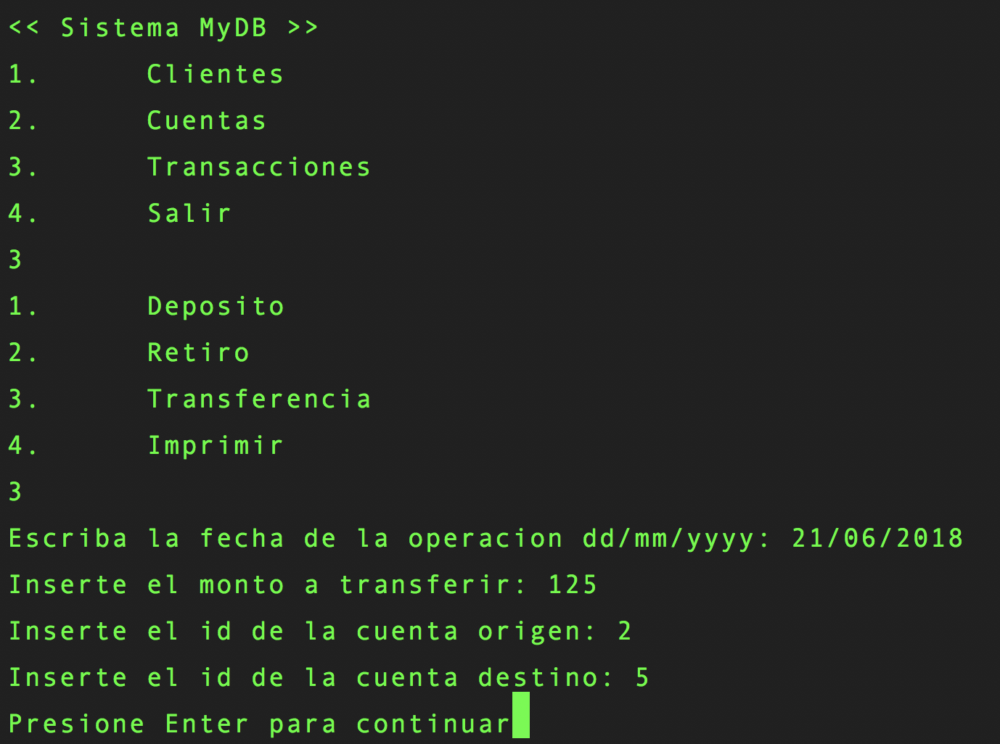 << Sistema MyDB >>
1.      Clientes
2.      Cuentas
3.      Transacciones
4.      Salir
3
1.      Deposito
2.      Retiro
3.      Transferencia
4.      Imprimir
3
Escriba la fecha de la operacion dd/mm/yyyy: 21/06/2018
Inserte el monto a transferir: 125
Inserte el id de la cuenta origen: 2
Inserte el id de la cuenta destino: 5
Presione Enter para continuar